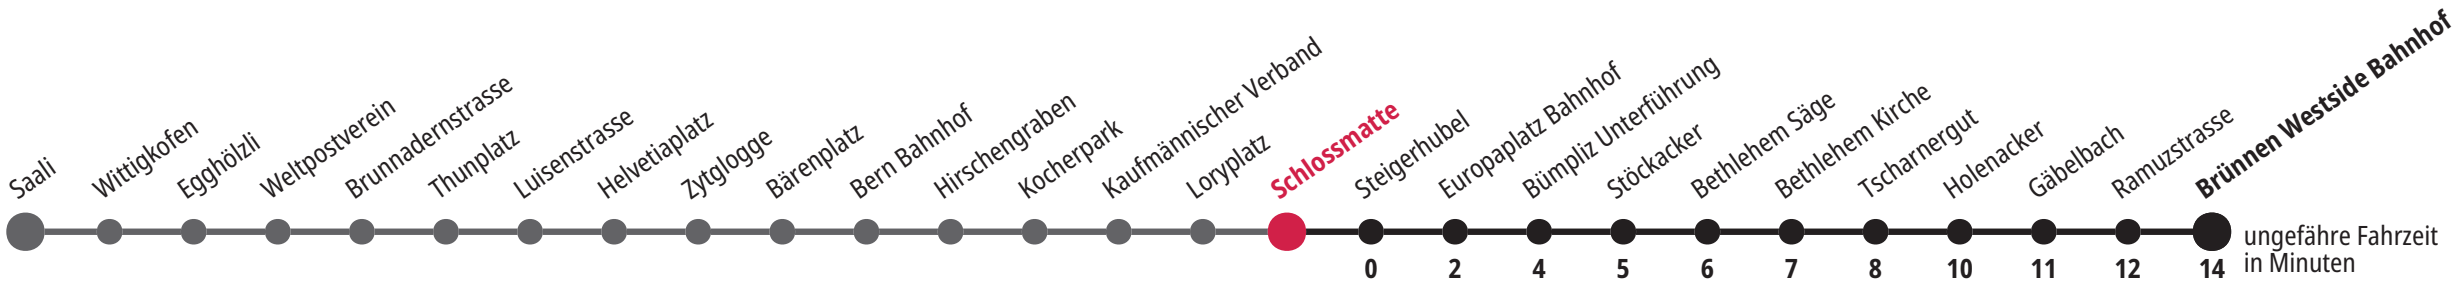 Saali
Wittigkofen
Egghölzli
Weltpostverein
Brunnadernstrasse
Thunplatz
Luisenstrasse
Helvetiaplatz
Zytglogge
Bärenplatz
Bern Bahnhof
Hirschengraben
Kocherpark
Kaufmännischer Verband
Loryplatz
Schlossmatte
Steigerhubel
Europaplatz Bahnhof
Bümpliz Unterführung
Stöckacker
Bethlehem Säge
Bethlehem Kirche
Tscharnergut
Holenacker
Gäbelbach
Ramuzstrasse
Brünnen Westside Bahnhof
0 2 4 5 6 7 8 10 11 12 14
ungefähre Fahrzeit
in Minuten